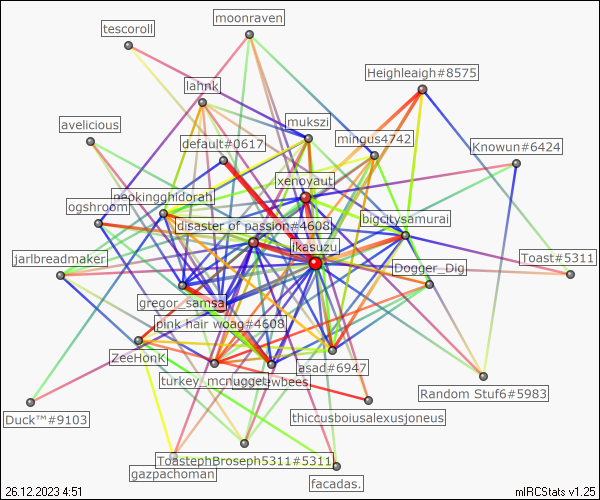 moonraven
tescoroll
Heighleaigh#8575
lahnk
mukszi
avelicious
mingus4742
default#0617
Knowun#6424
xenoyaut
neokingghidorah
ogshroom
bigcitysamurai
disaster of passion#4608
ikasuzu
jarlbreadmaker
Toast#5311
Dogger_Dig
gregor_samsa
pink hair woag#4608
ZeeHonK
asad#6947
turkey_mcnugget
wbees
Random Stuf6#5983
thiccusboiusalexusjoneus
Duck™#9103
ToastephBroseph5311#5311
gazpachoman
facadas.
26.12.2023 4:51
mIRCStats v1.25